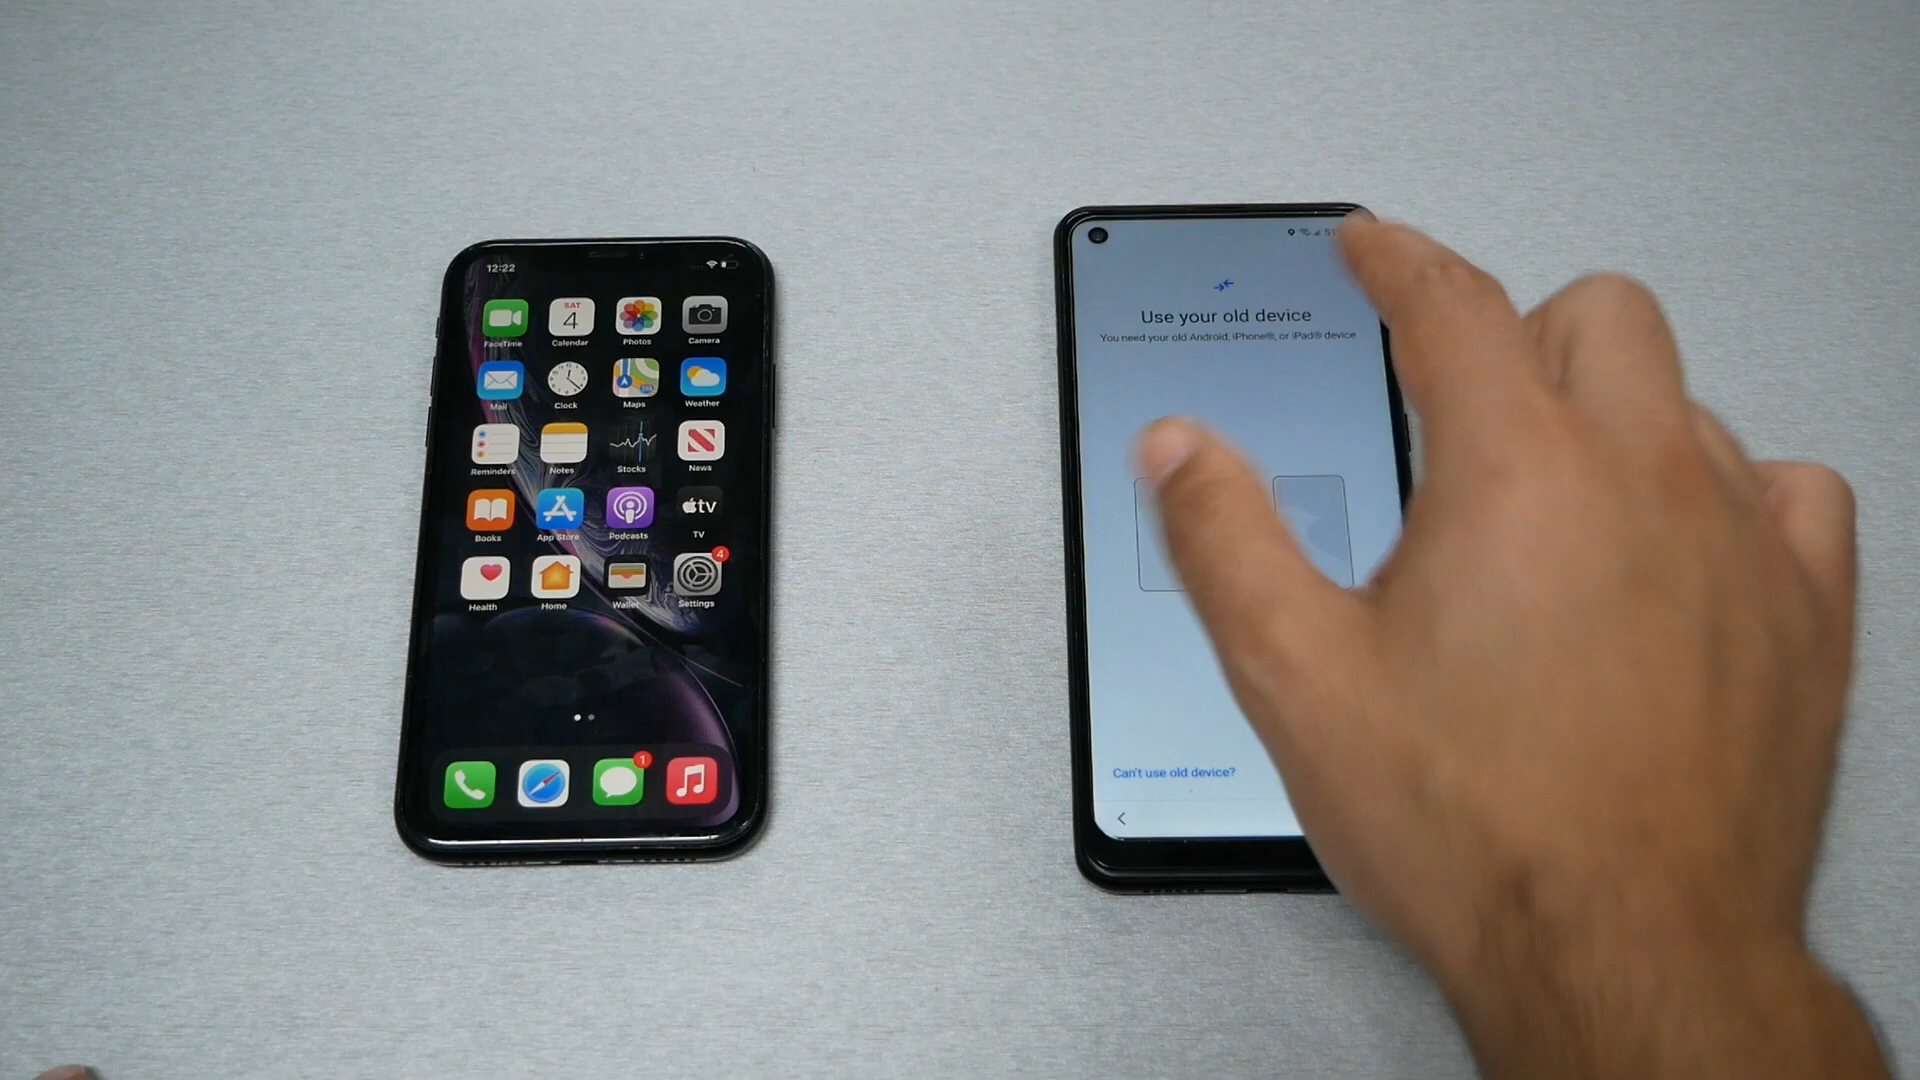 12:22
SAT
4
FaceTime
Calendar
Photos
Camera
Mail
Clock
Maps
Weather
Reminders
Notes
Stocks
News
tv
Books
App Store
Podcasts
TV
4
Health
Home
Wallet
Settings
1
Use your old device
You need your old Android, iPhone®, or iPad® device
Can't use old device?